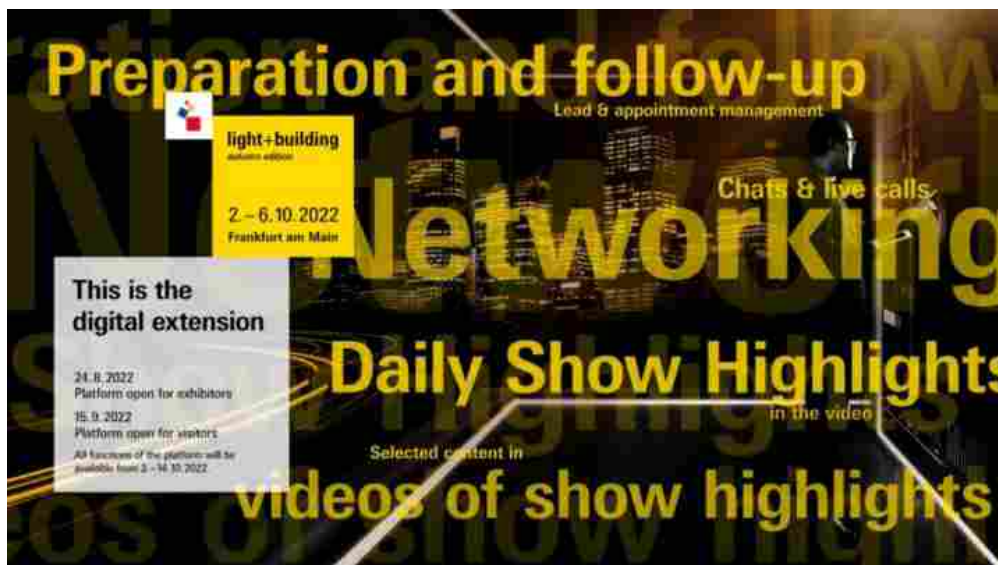 Preparation and follow-up
Lead & appointment management
light+building
autumn edition
2. – 6. 10. 2022
Frankfurt am Main
Chats & live calls
Networking
This is the
digital extension
24. 8. 2022
Platform open for exhibitors
15. 9. 2022
Platform open for visitors
All functions of the platform will be
available from 2. – 14. 10. 2022
Daily Show Highlights
in the video
Selected content in
videos of show highlights